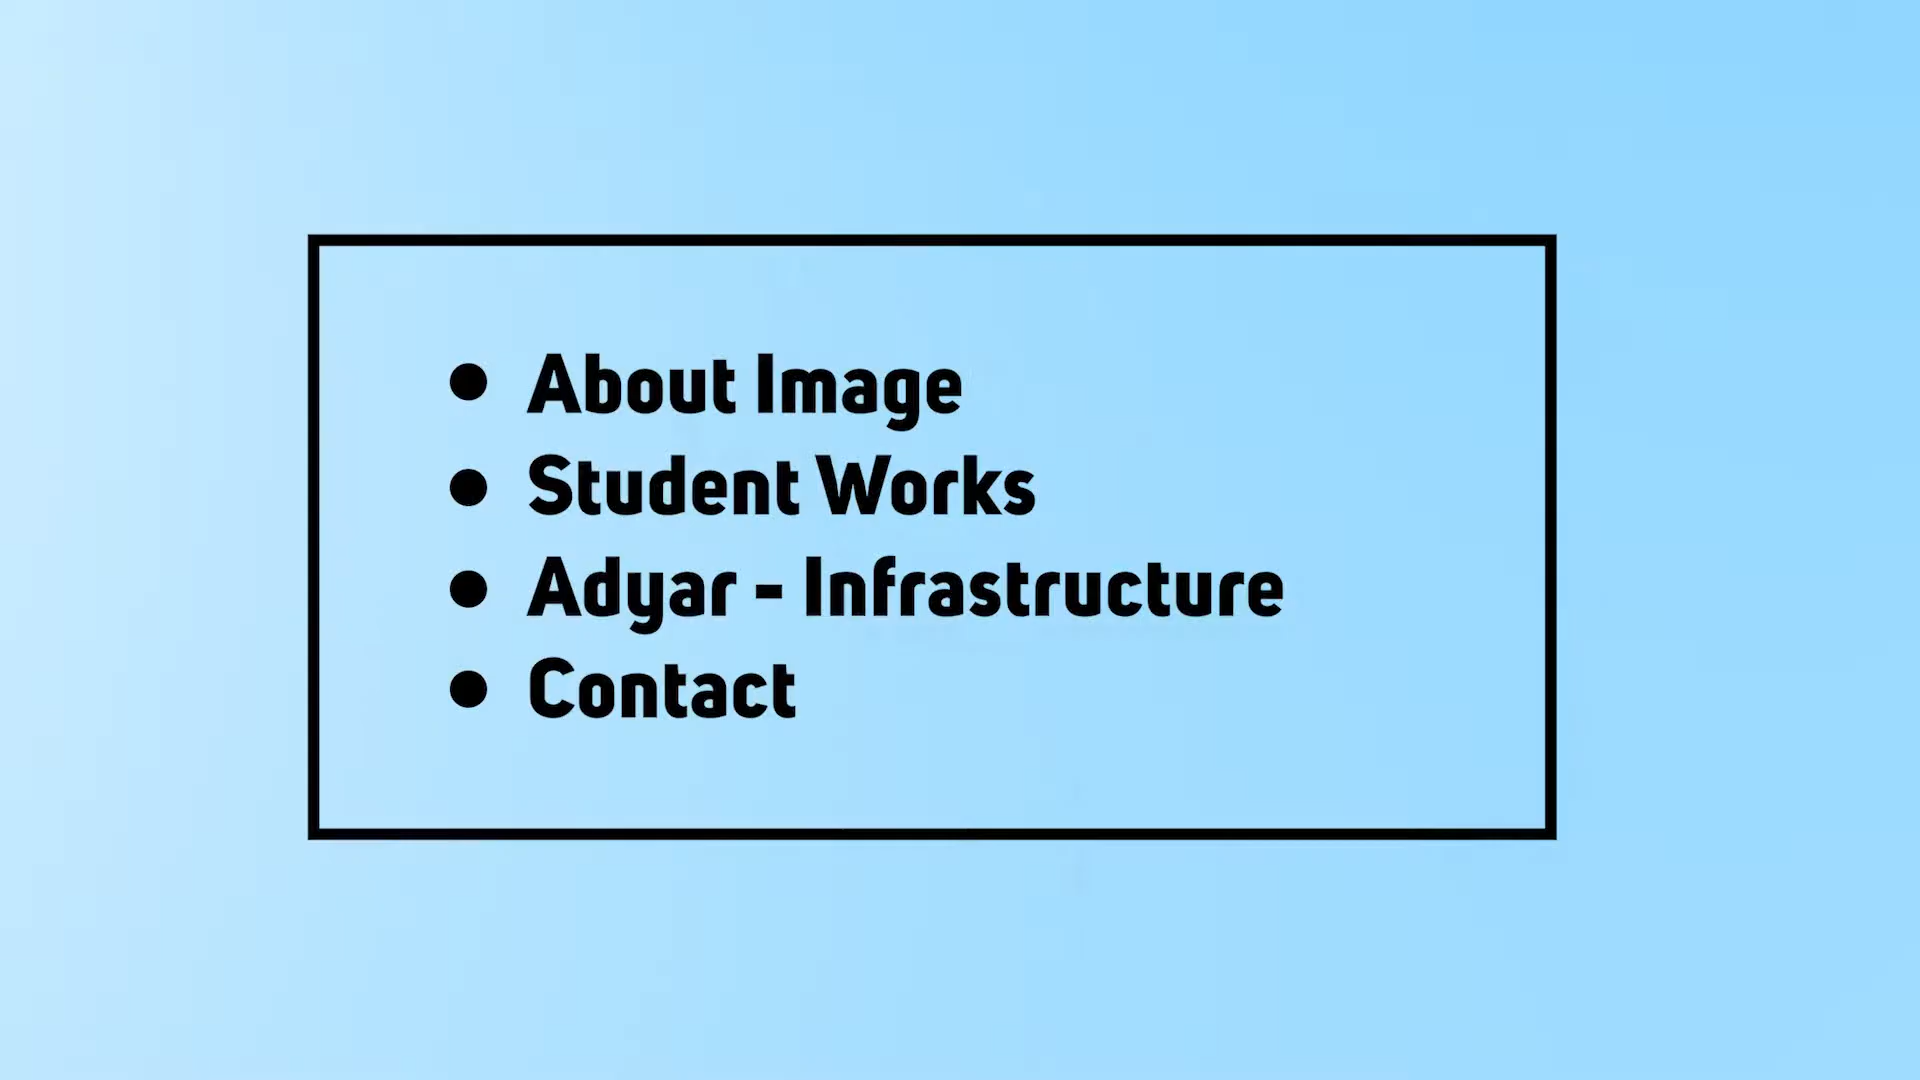 ● About Image
● Student Works
● Adyar - Infrastructure
● Contact